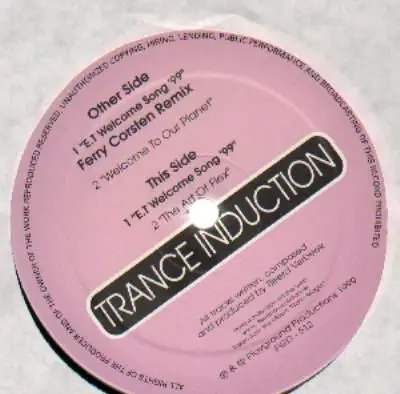 ALL RIGHTS OF THE PRODUCER AND OF THE OWNER OF THE WORK REPRODUCED RESERVED. UNAUTHORIZED COPYING, HIRING, LENDING, PUBLIC PERFORMANCE AND BROADCASTING OF THIS RECORD PROHIBITED
Other Side
1 "E.T Welcome Song '99"
Ferry Corsten Remix
2 "Welcome To Our Planet"
This Side
1 "E.T Welcome Song '99"
2 "The Art Of Flex"
TRANCE INDUCTION
All tracks written, composed
and produced by
℗ & © Playground Productions 1999